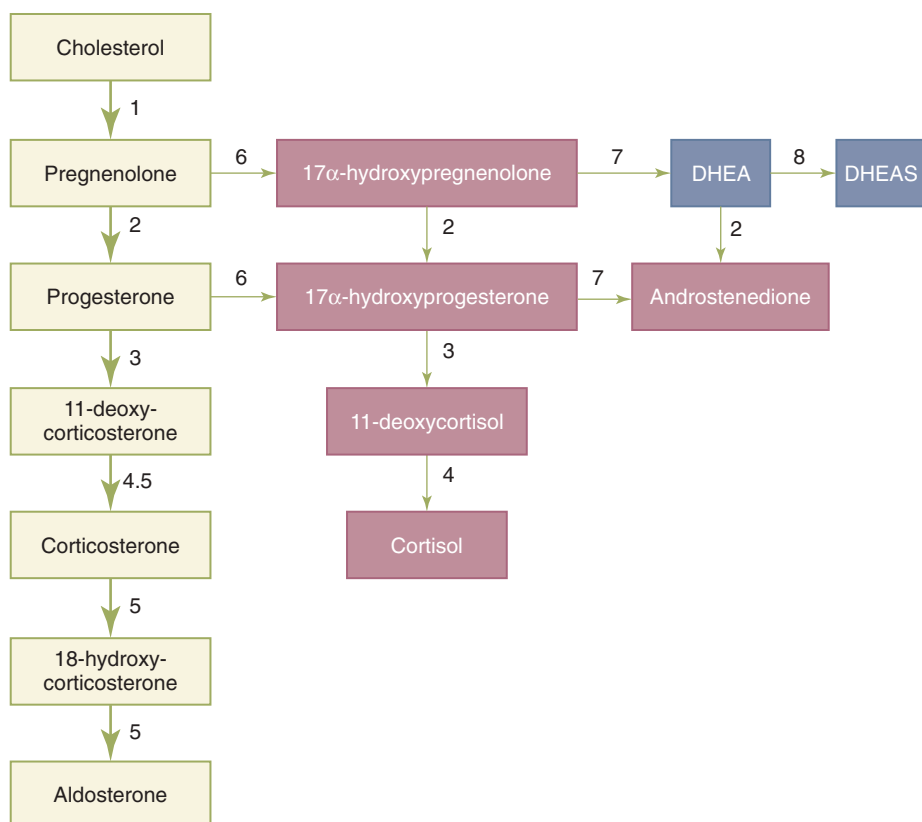 Cholesterol
1
Pregnenolone
6
17α-hydroxypregnenolone
7
DHEA
8
DHEAS
2
2
2
Progesterone
6
17α-hydroxyprogesterone
7
Androstenedione
3
3
11-deoxy-
corticosterone
11-deoxycortisol
4.5
4
Corticosterone
Cortisol
5
18-hydroxy-
corticosterone
5
Aldosterone